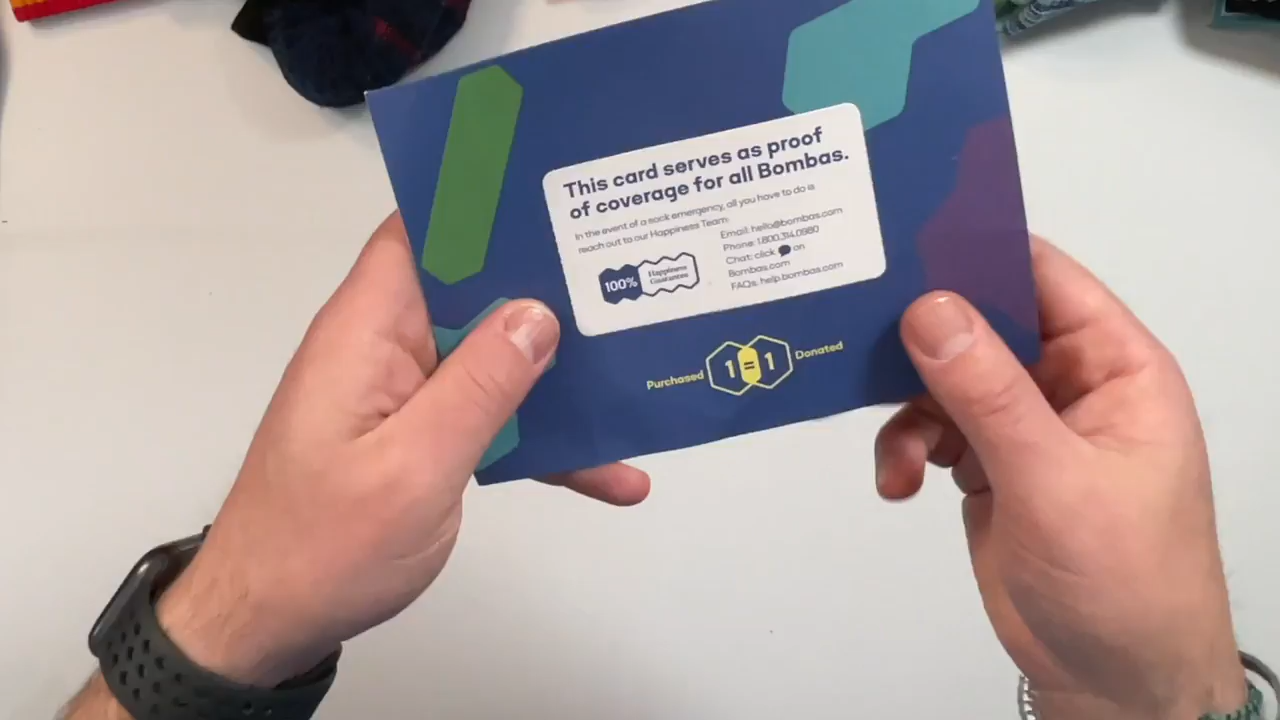 This card serves as proof
of coverage for all Bombas.
In the event of a sock emergency, all you have to do is
reach out to our Happiness Team:
Email: hello@bombas.com
Phone: 1.800.314.0980
Chat: click on
Bombas.com
FAQs: help.bombas.com
100% Happiness
Guarantee
Purchased 1 = 1 Donated